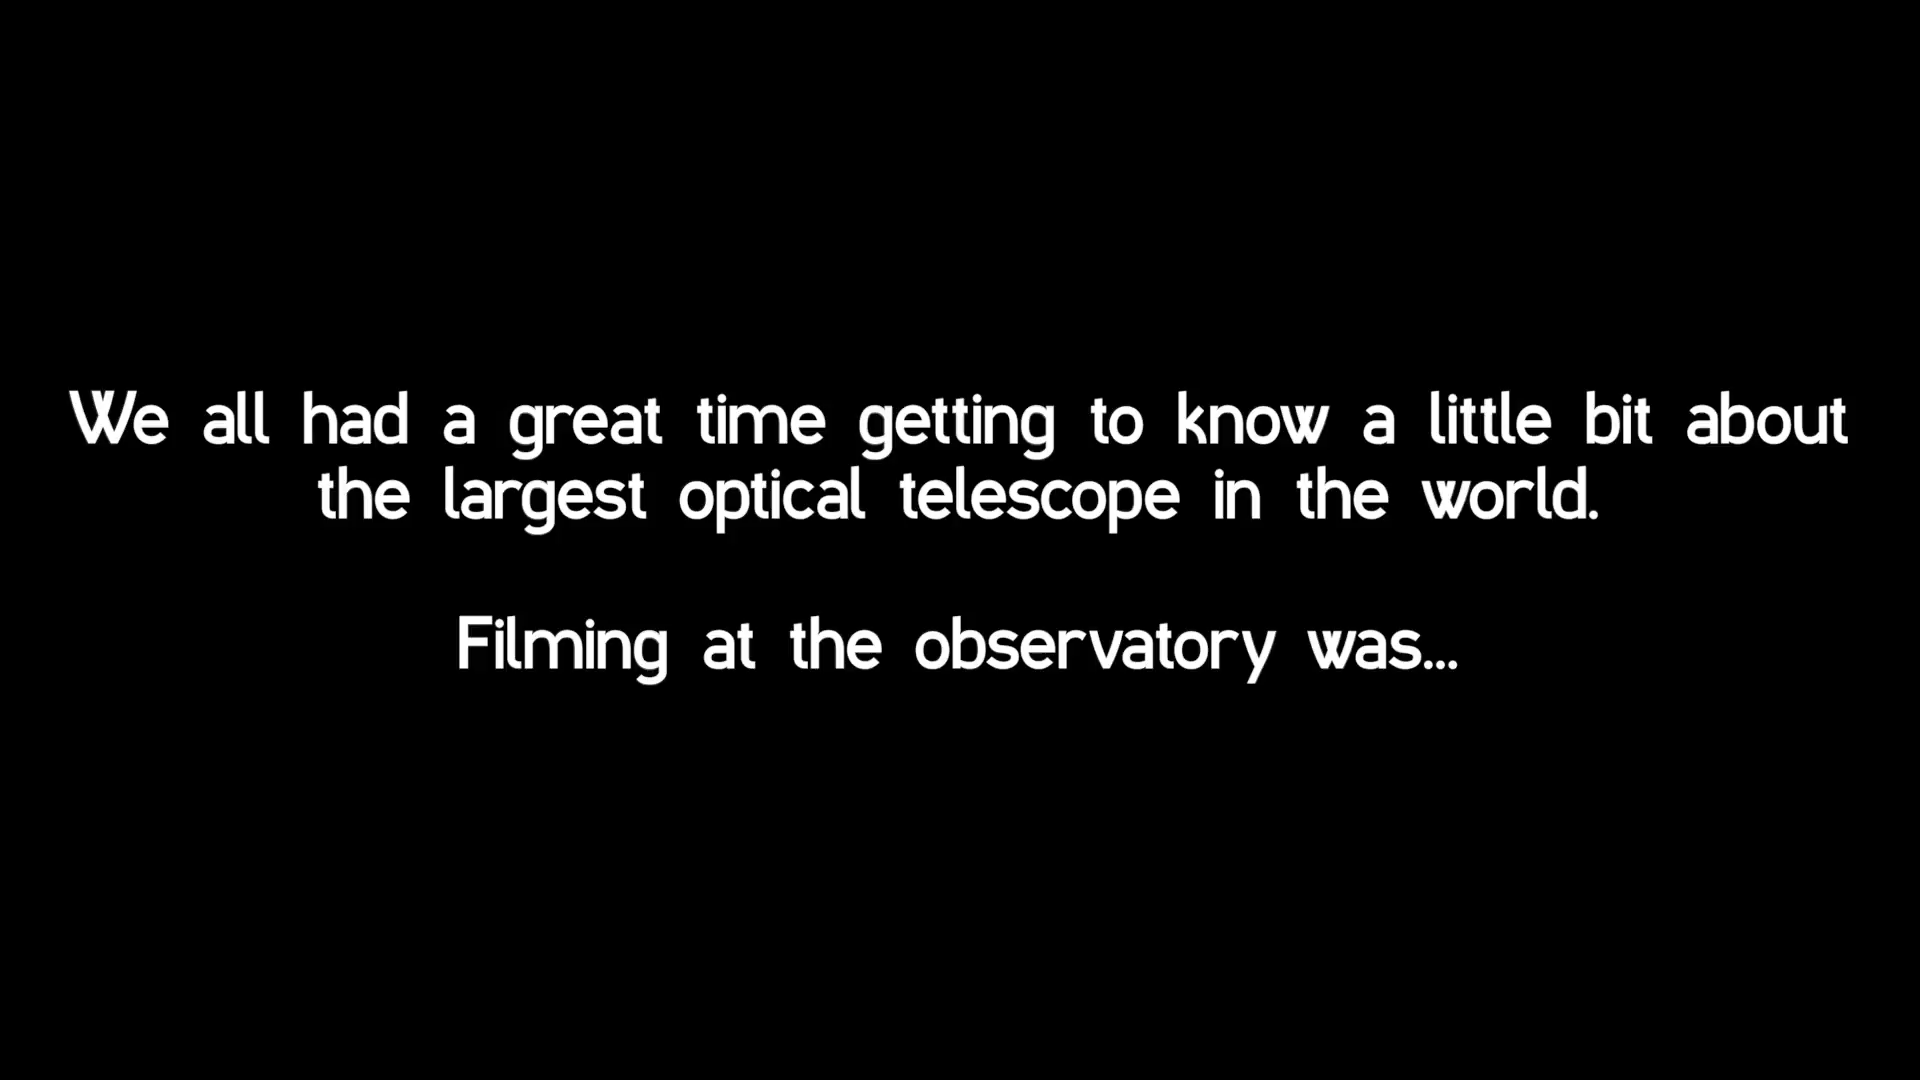 We all had a great time getting to know a little bit about
the largest optical telescope in the world.
Filming at the observatory was...